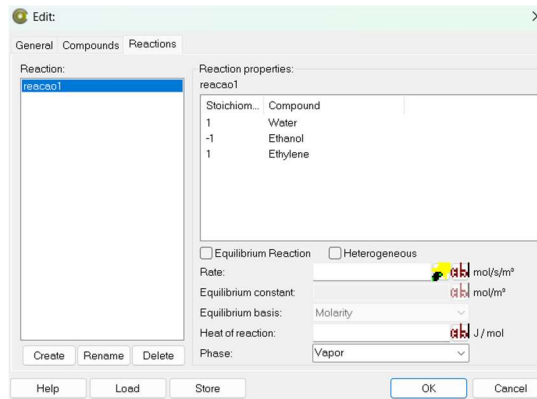 Edit:
General Compounds Reactions
Reaction:
reacao1
Reaction properties:
reacao1
Stoichiom... Compound
1 Water
-1 Ethanol
1 Ethylene
Equilibrium Reaction Heterogeneous
Rate: mol/s/m³
Equilibrium constant: mol/m³
Equilibrium basis: Molarity
Heat of reaction: J / mol
Phase: Vapor
Create Rename Delete
Help Load Store OK Cancel